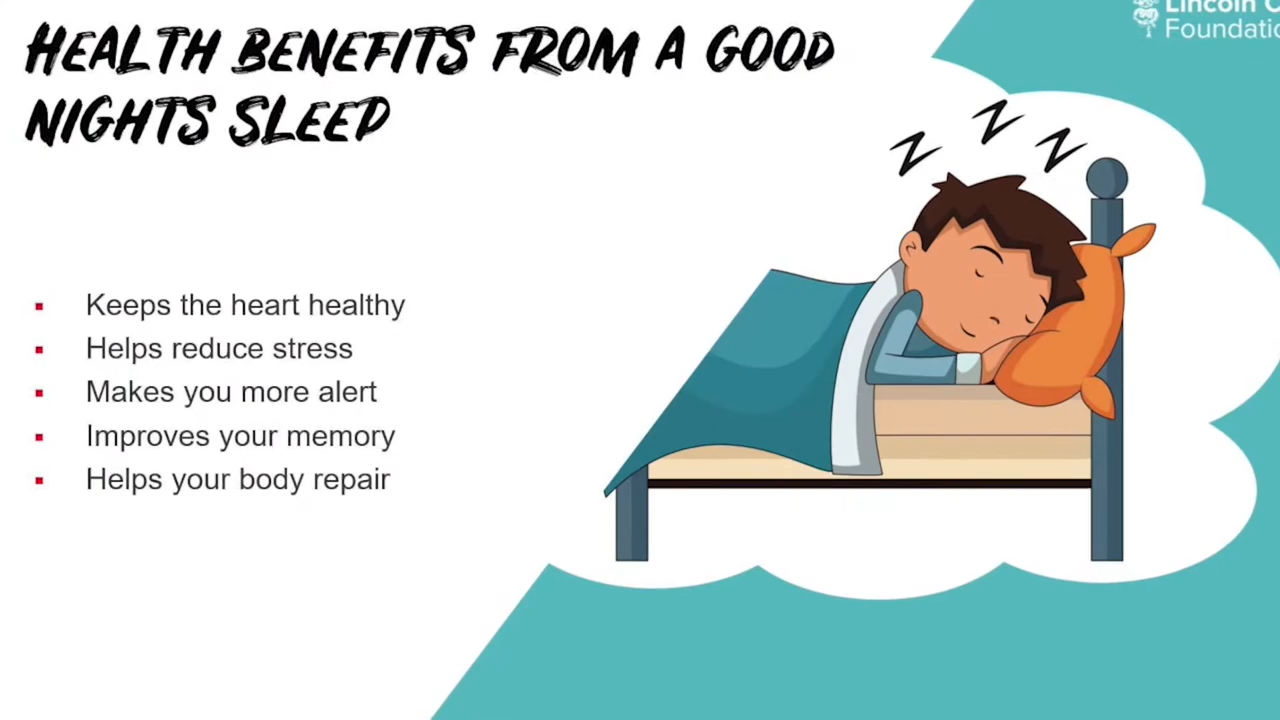 Lincoln
HEALTH BENEFITS FROM A GOOD
NIGHTS SLEEP
Z Z Z
Keeps the heart healthy
Helps reduce stress
Makes you more alert
Improves your memory
Helps your body repair